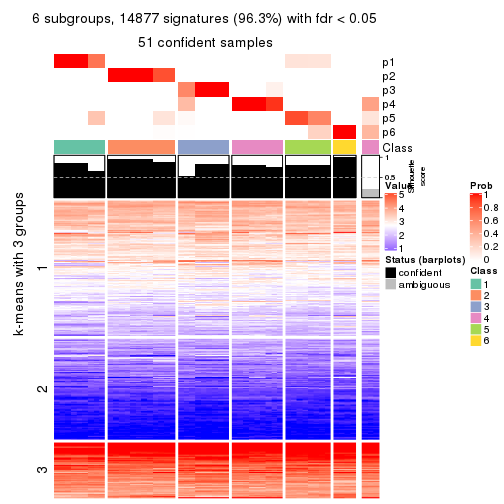 6 subgroups, 14877 signatures (96.3%) with fdr < 0.05
51 confident samples
p1
p2
p3
p4
p5
p6
Class
1
0.5
0
Silhouette
score
k-means with 3 groups
1
2
3
Value
5
4
3
2
1
Status (barplots)
confident
ambiguous
Prob
1
0.8
0.6
0.4
0.2
0
Class
1
2
3
4
5
6